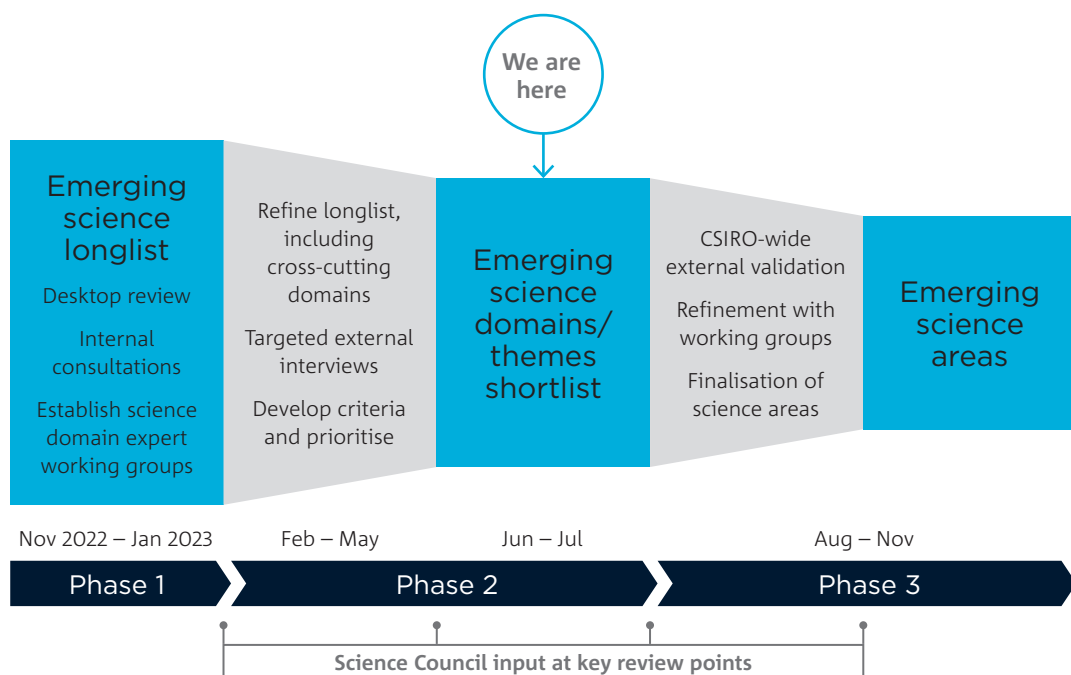 We are
here
Emerging
science
longlist
Desktop review
Internal
consultations
Establish science
domain expert
working groups
Refine longlist,
including
cross-cutting
domains
Targeted external
interviews
Develop criteria
and prioritise
Emerging
science
domains/
themes
shortlist
CSIRO-wide
external validation
Refinement with
working groups
Finalisation of
science areas
Emerging
science
areas
Nov 2022 – Jan 2023
Feb – May
Jun – Jul
Aug – Nov
Phase 1
Phase 2
Phase 3
Science Council input at key review points